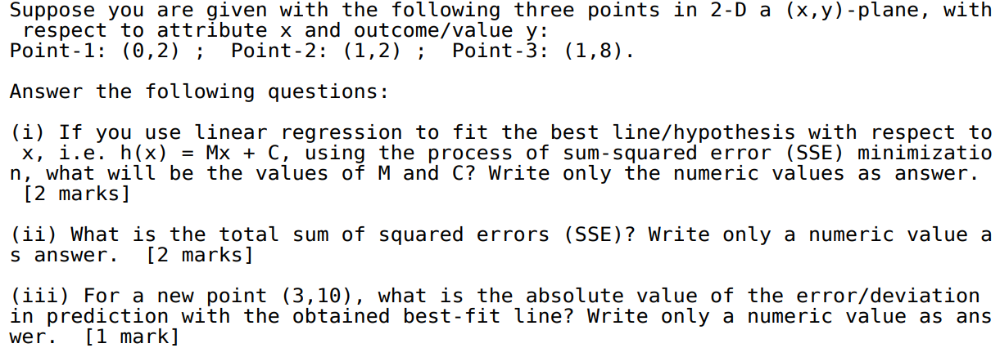 Suppose you are given with the following three points in 2-D a (x,y)-plane, with
respect to attribute x and outcome/value y:
Point-1: (0,2) ;  Point-2: (1,2) ;  Point-3: (1,8).
Answer the following questions:
(i) If you use linear regression to fit the best line/hypothesis with respect to
x, i.e. h(x) = Mx + C, using the process of sum-squared error (SSE) minimizatio
n, what will be the values of M and C? Write only the numeric values as answer.
[2 marks]
(ii) What is the total sum of squared errors (SSE)? Write only a numeric value a
s answer.  [2 marks]
(iii) For a new point (3,10), what is the absolute value of the error/deviation
in prediction with the obtained best-fit line? Write only a numeric value as ans
wer.  [1 mark]